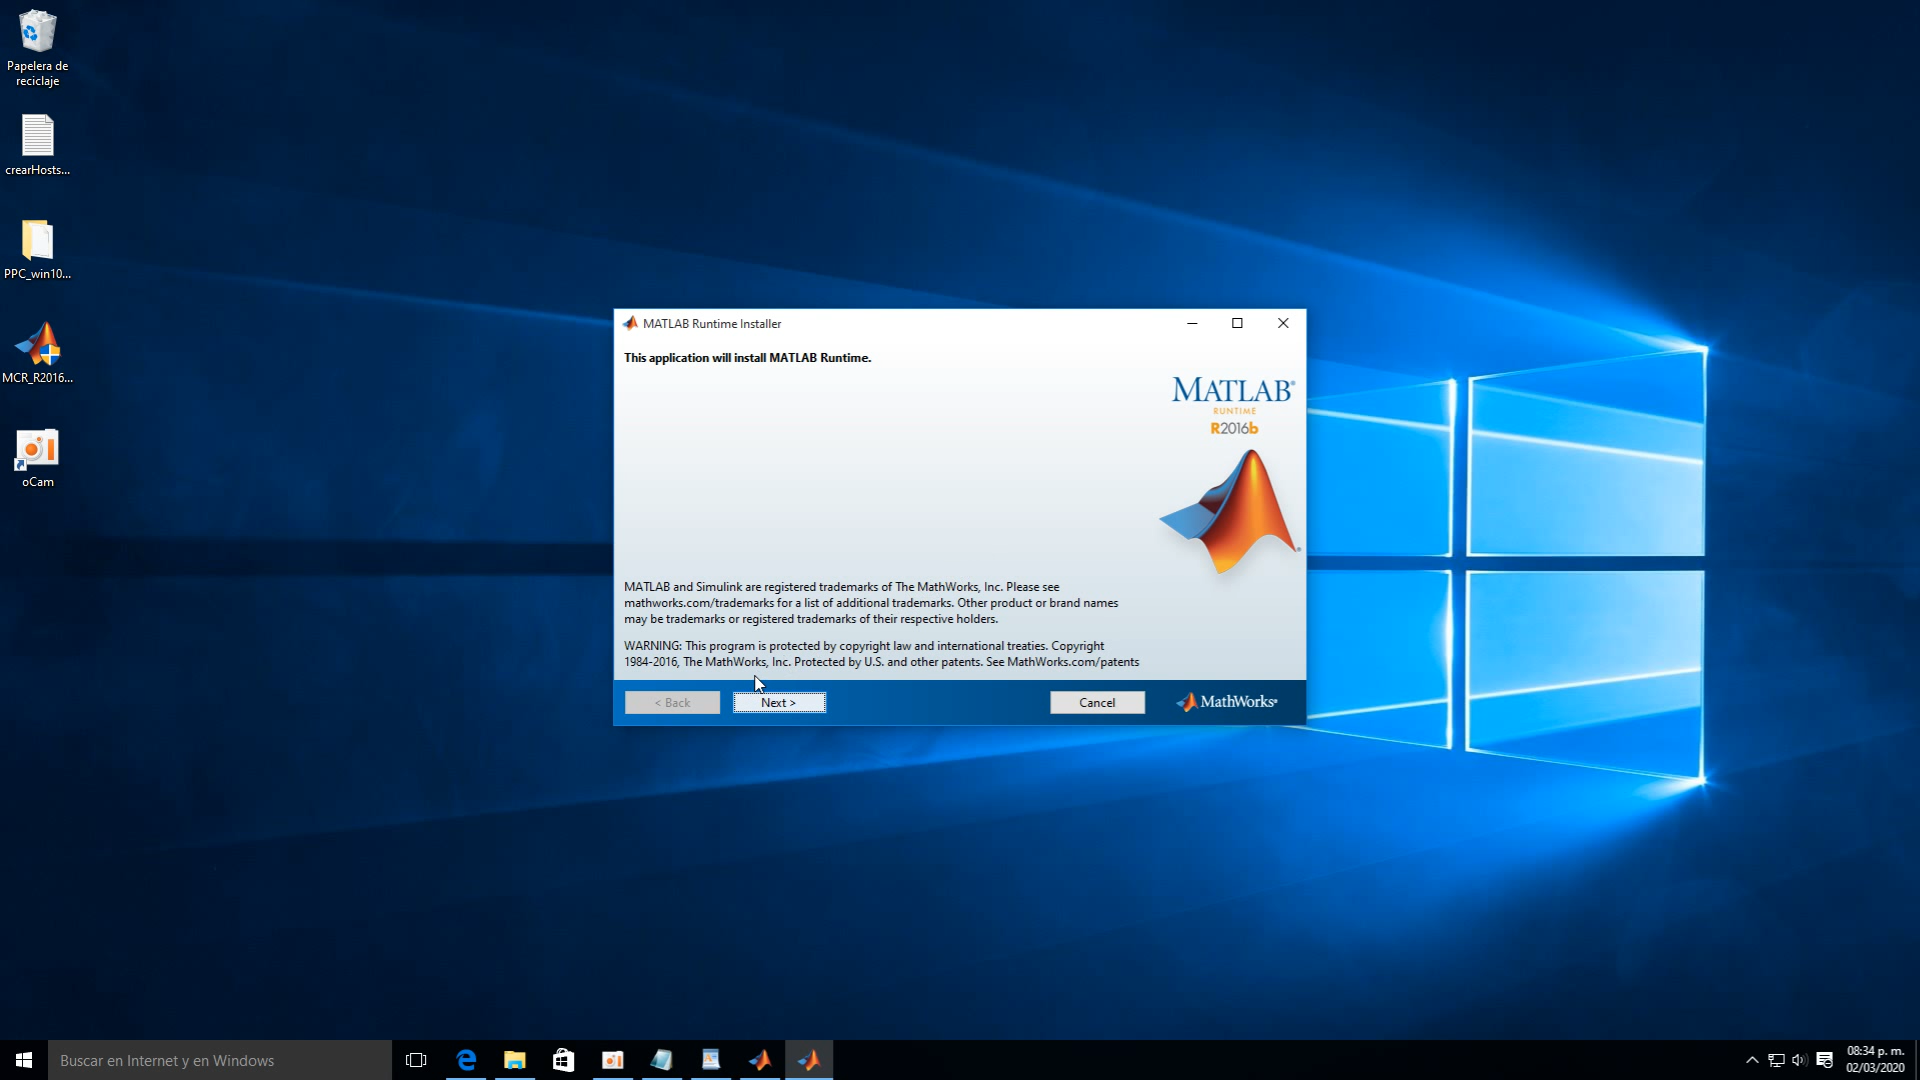 Papelera de
reciclaje
crearHosts...
PPC_win10...
MCR_R2016...
oCam
MATLAB Runtime Installer
This application will install MATLAB Runtime.
MATLAB®
RUNTIME
R2016b
MATLAB and Simulink are registered trademarks of The MathWorks, Inc. Please see
mathworks.com/trademarks for a list of additional trademarks. Other product or brand names
may be trademarks or registered trademarks of their respective holders.
WARNING: This program is protected by copyright law and international treaties. Copyright
1984-2016, The MathWorks, Inc. Protected by U.S. and other patents. See MathWorks.com/patents
< Back
Next >
Cancel
MathWorks®
Buscar en Internet y en Windows
08:34 p. m.
02/03/2020